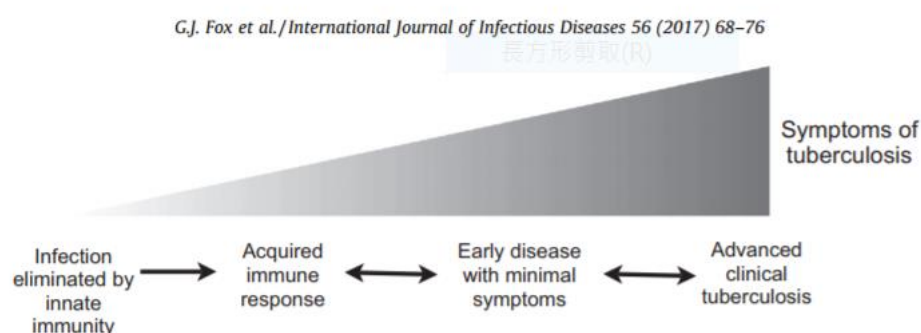 G.J. Fox et al. / International Journal of Infectious Diseases 56 (2017) 68–76
長方形剪取(R)
Symptoms of
tuberculosis
Infection
eliminated by
innate
immunity
Acquired
immune
response
Early disease
with minimal
symptoms
Advanced
clinical
tuberculosis